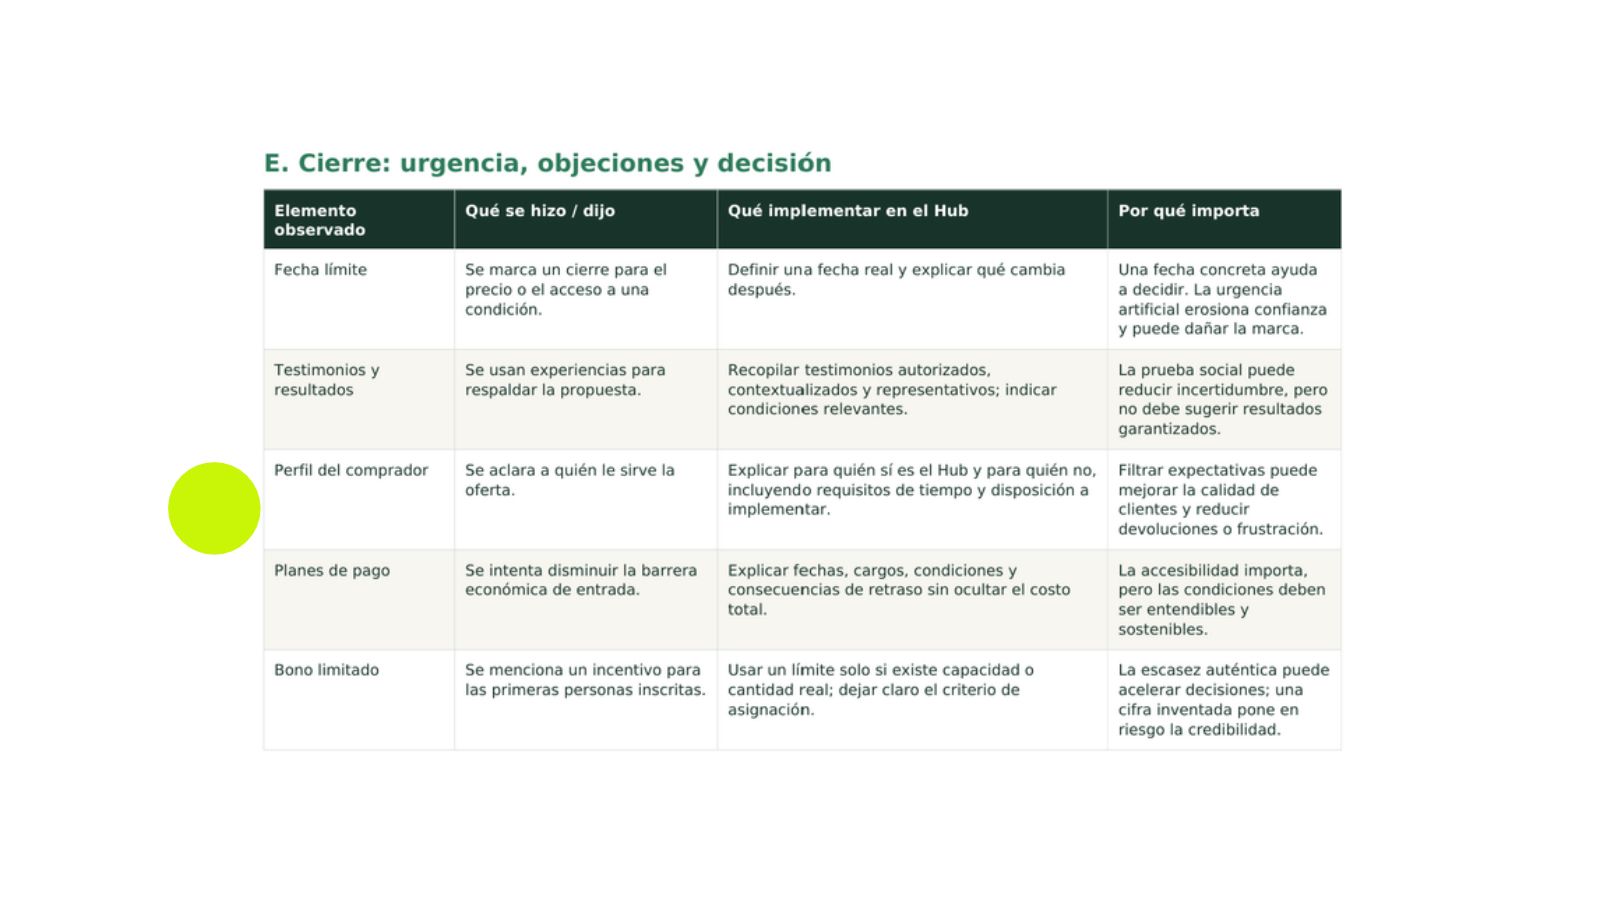 E. Cierre: urgencia, objeciones y decisión
Elemento
observado
Qué se hizo / dijo
Qué implementar en el Hub
Por qué importa
Fecha límite
Se marca un cierre para el
precio o el acceso a una
condición.
Definir una fecha real y explicar qué cambia
después.
Una fecha concreta ayuda
a decidir. La urgencia
artificial erosiona confianza
y puede dañar la marca.
Testimonios y
resultados
Se usan experiencias para
respaldar la propuesta.
Recopilar testimonios autorizados,
contextualizados y representativos; indicar
condiciones relevantes.
La prueba social puede
reducir incertidumbre, pero
no debe sugerir resultados
garantizados.
Perfil del comprador
Se aclara a quién le sirve la
oferta.
Explicar para quién sí es el Hub y para quién no,
incluyendo requisitos de tiempo y disposición a
implementar.
Filtrar expectativas puede
mejorar la calidad de
clientes y reducir
devoluciones o frustración.
Planes de pago
Se intenta disminuir la barrera
económica de entrada.
Explicar fechas, cargos, condiciones y
consecuencias de retraso sin ocultar el costo
total.
La accesibilidad importa,
pero las condiciones deben
ser entendibles y
sostenibles.
Bono limitado
Se menciona un incentivo para
las primeras personas inscritas.
Usar un límite solo si existe capacidad o
cantidad real; dejar claro el criterio de
asignación.
La escasez auténtica puede
acelerar decisiones; una
cifra inventada pone en
riesgo la credibilidad.